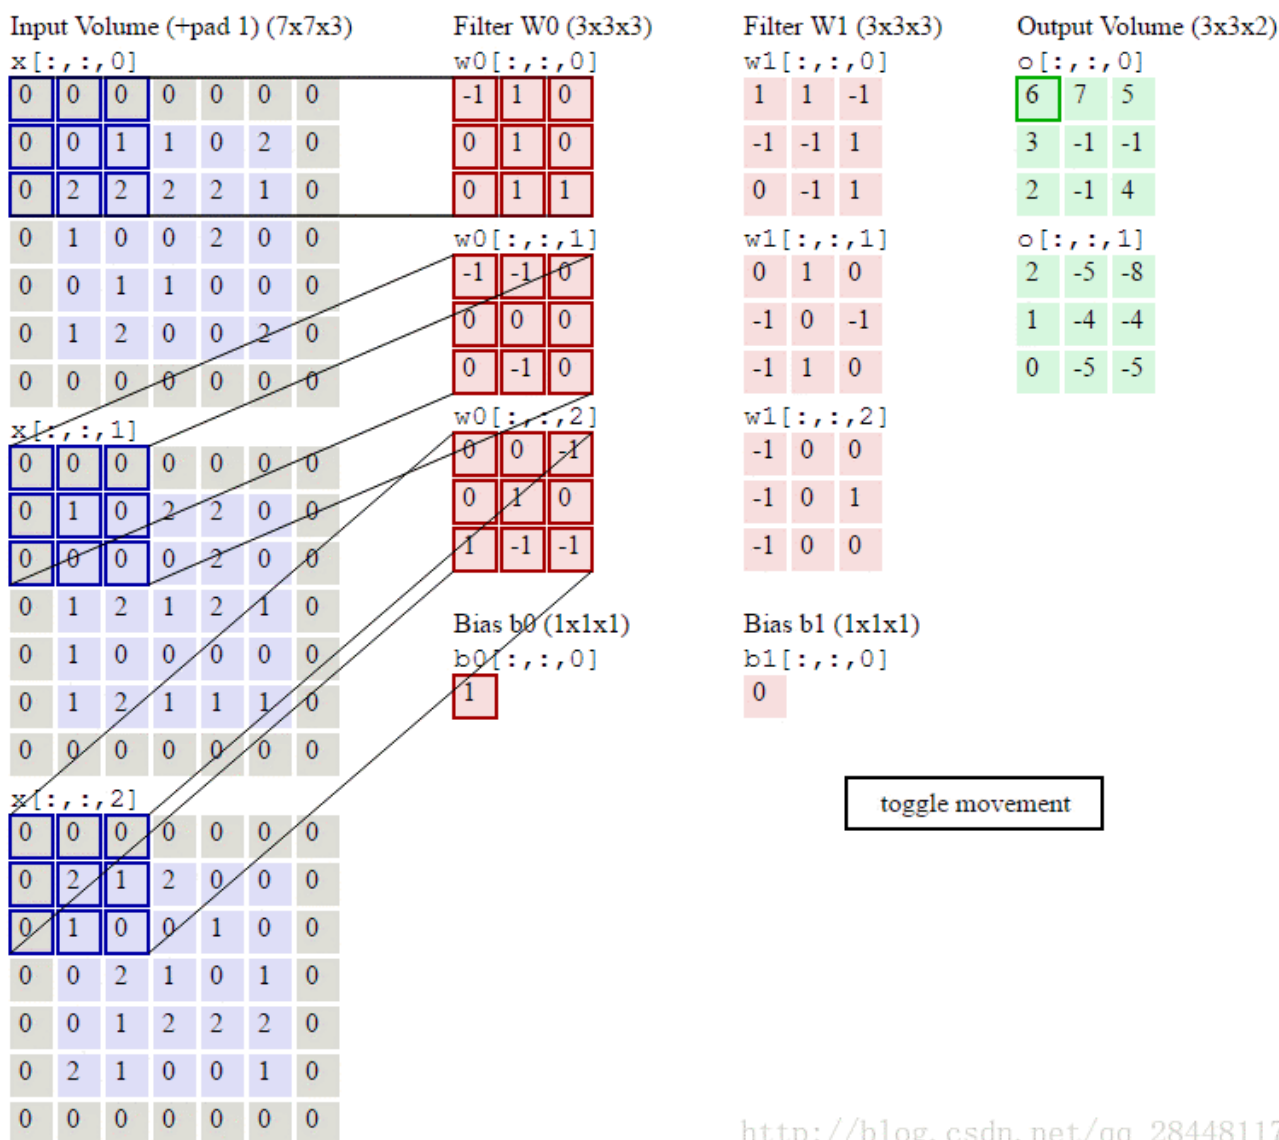 Input Volume (+pad 1) (7x7x3)
x[:,:,0]
0 0 0 0 0 0 0
0 0 1 1 0 2 0
0 2 2 2 2 1 0
0 1 0 0 2 0 0
0 0 1 1 0 0 0
0 1 2 0 0 2 0
0 0 0 0 0 0 0
x[:,:,1]
0 0 0 0 0 0 0
0 1 0 2 2 0 0
0 0 0 0 2 0 0
0 1 2 1 2 1 0
0 1 0 0 0 0 0
0 1 2 1 1 1 0
0 0 0 0 0 0 0
x[:,:,2]
0 0 0 0 0 0 0
0 2 1 2 0 0 0
0 1 0 0 1 0 0
0 0 2 1 0 1 0
0 0 1 2 2 2 0
0 2 1 0 0 1 0
0 0 0 0 0 0 0
Filter W0 (3x3x3)
w0[:,:,0]
-1 1 0
0 1 0
0 1 1
w0[:,:,1]
-1 -1 0
0 0 0
0 -1 0
w0[:,:,2]
0 0 -1
0 1 0
1 -1 -1
Bias b0 (1x1x1)
b0[:,:,0]
1
Filter W1 (3x3x3)
w1[:,:,0]
1 1 -1
-1 -1 1
0 -1 1
w1[:,:,1]
0 1 0
-1 0 -1
-1 1 0
w1[:,:,2]
-1 0 0
-1 0 1
-1 0 0
Bias b1 (1x1x1)
b1[:,:,0]
0
Output Volume (3x3x2)
o[:,:,0]
6 7 5
3 -1 -1
2 -1 4
o[:,:,1]
2 -5 -8
1 -4 -4
0 -5 -5
toggle movement
http://blog.csdn.net/qq_28448117